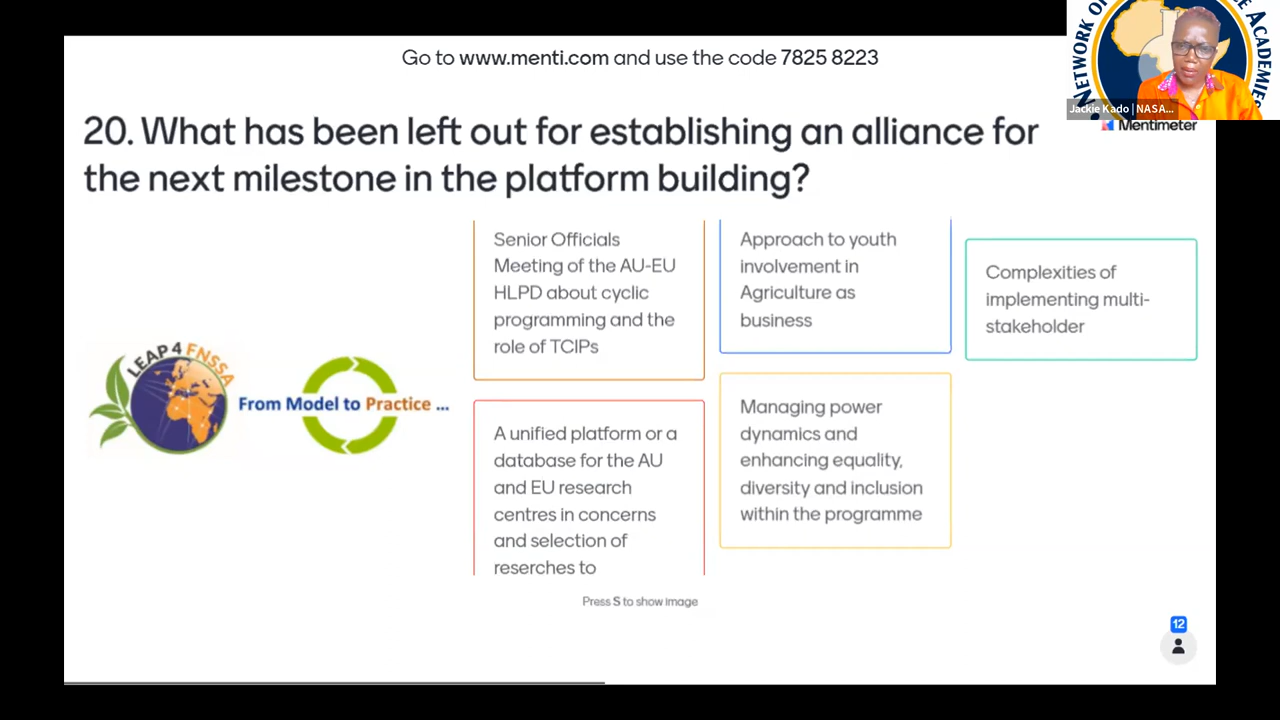 Go to www.menti.com and use the code 7825 8223
NETWORK OF
CE ACADEMIES
Jackie Kado | NASA...
Mentimeter
20. What has been left out for establishing an alliance for
the next milestone in the platform building?
Senior Officials
Meeting of the AU-EU
HLPD about cyclic
programming and the
role of TCIPs
A unified platform or a
database for the AU
and EU research
centres in concerns
and selection of
reserches to
Approach to youth
involvement in
Agriculture as
business
Managing power
dynamics and
enhancing equality,
diversity and inclusion
within the programme
Complexities of
implementing multi-
stakeholder
LEAP4FNSSA
From Model to Practice ...
Press S to show image
12